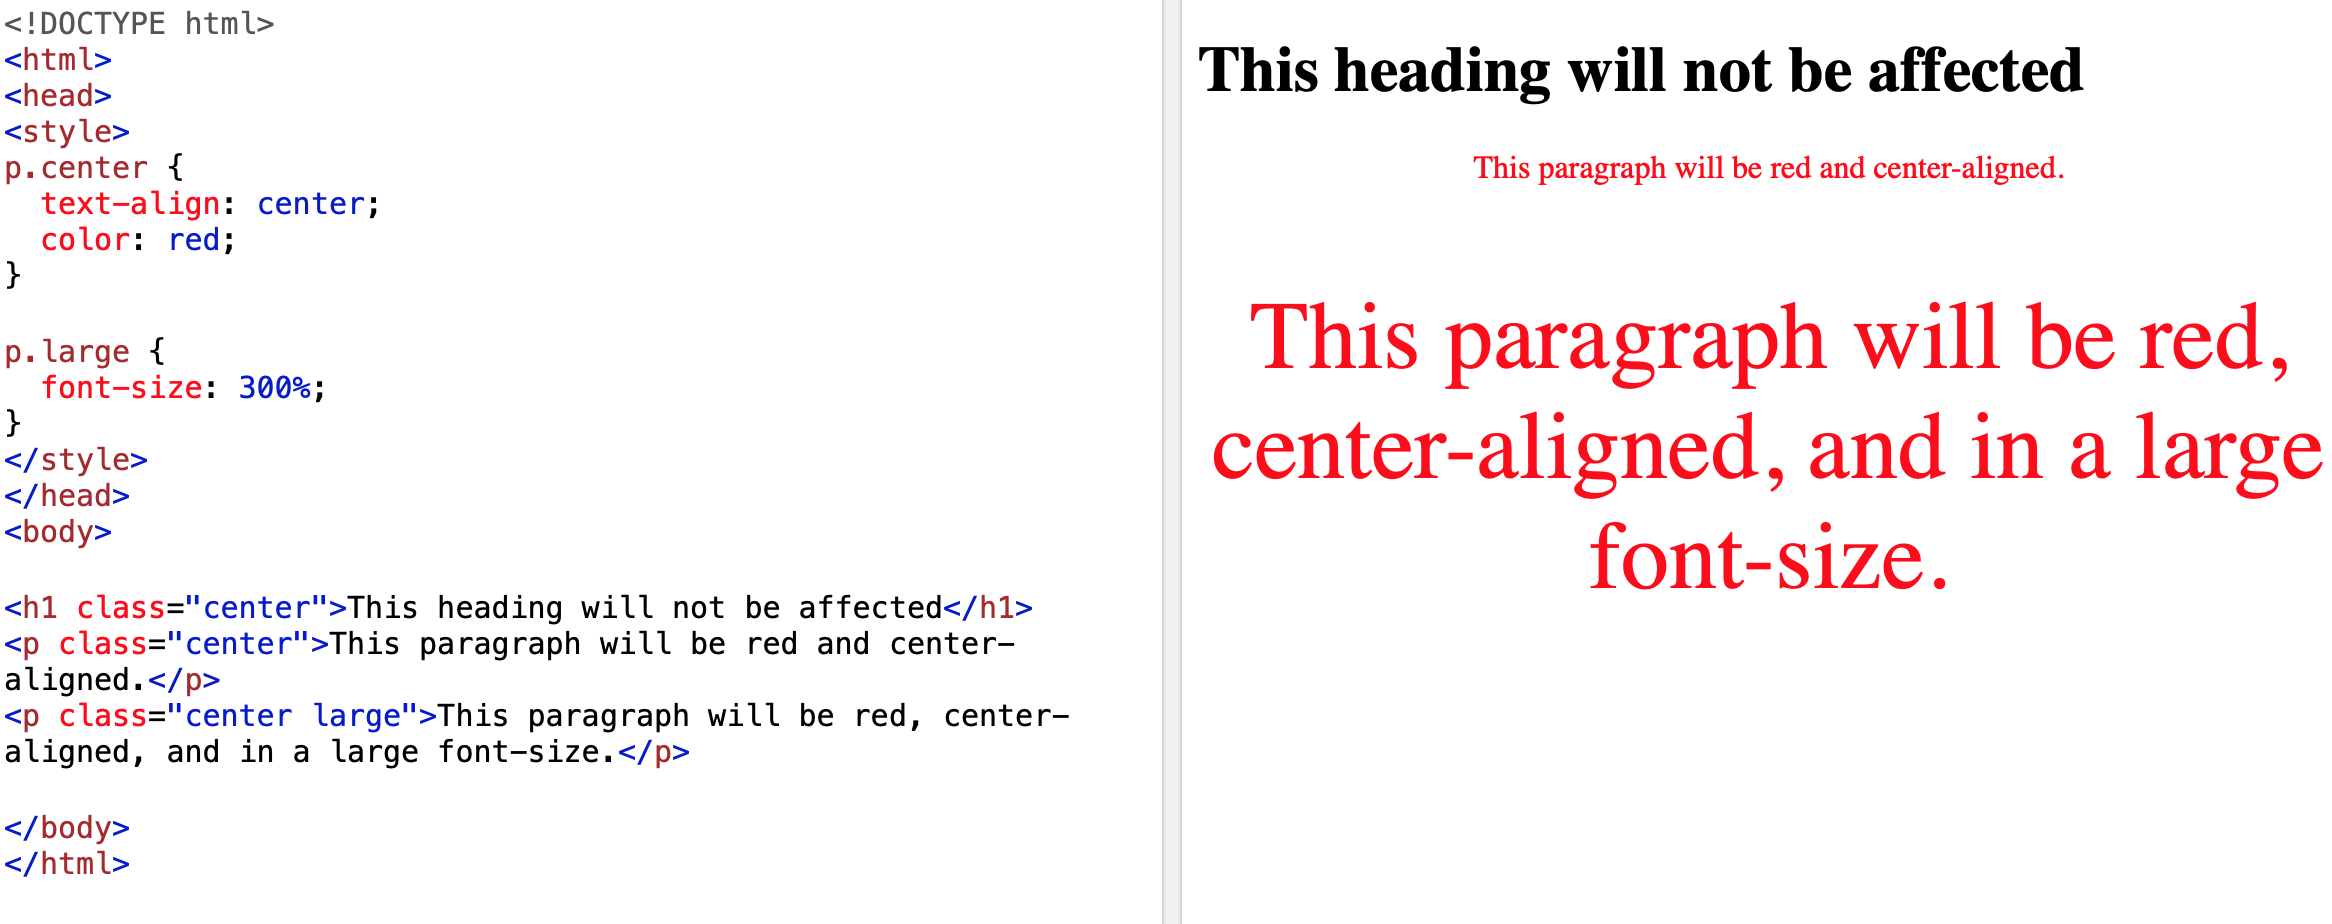 <!DOCTYPE html>
<html>
<head>
<style>
p.center {
  text-align: center;
  color: red;
}

p.large {
  font-size: 300%;
}
</style>
</head>
<body>

<h1 class="center">This heading will not be affected</h1>
<p class="center">This paragraph will be red and center-
aligned.</p>
<p class="center large">This paragraph will be red, center-
aligned, and in a large font-size.</p>

</body>
</html>
This heading will not be affected
This paragraph will be red and center-aligned.
This paragraph will be red,
center-aligned, and in a large
font-size.